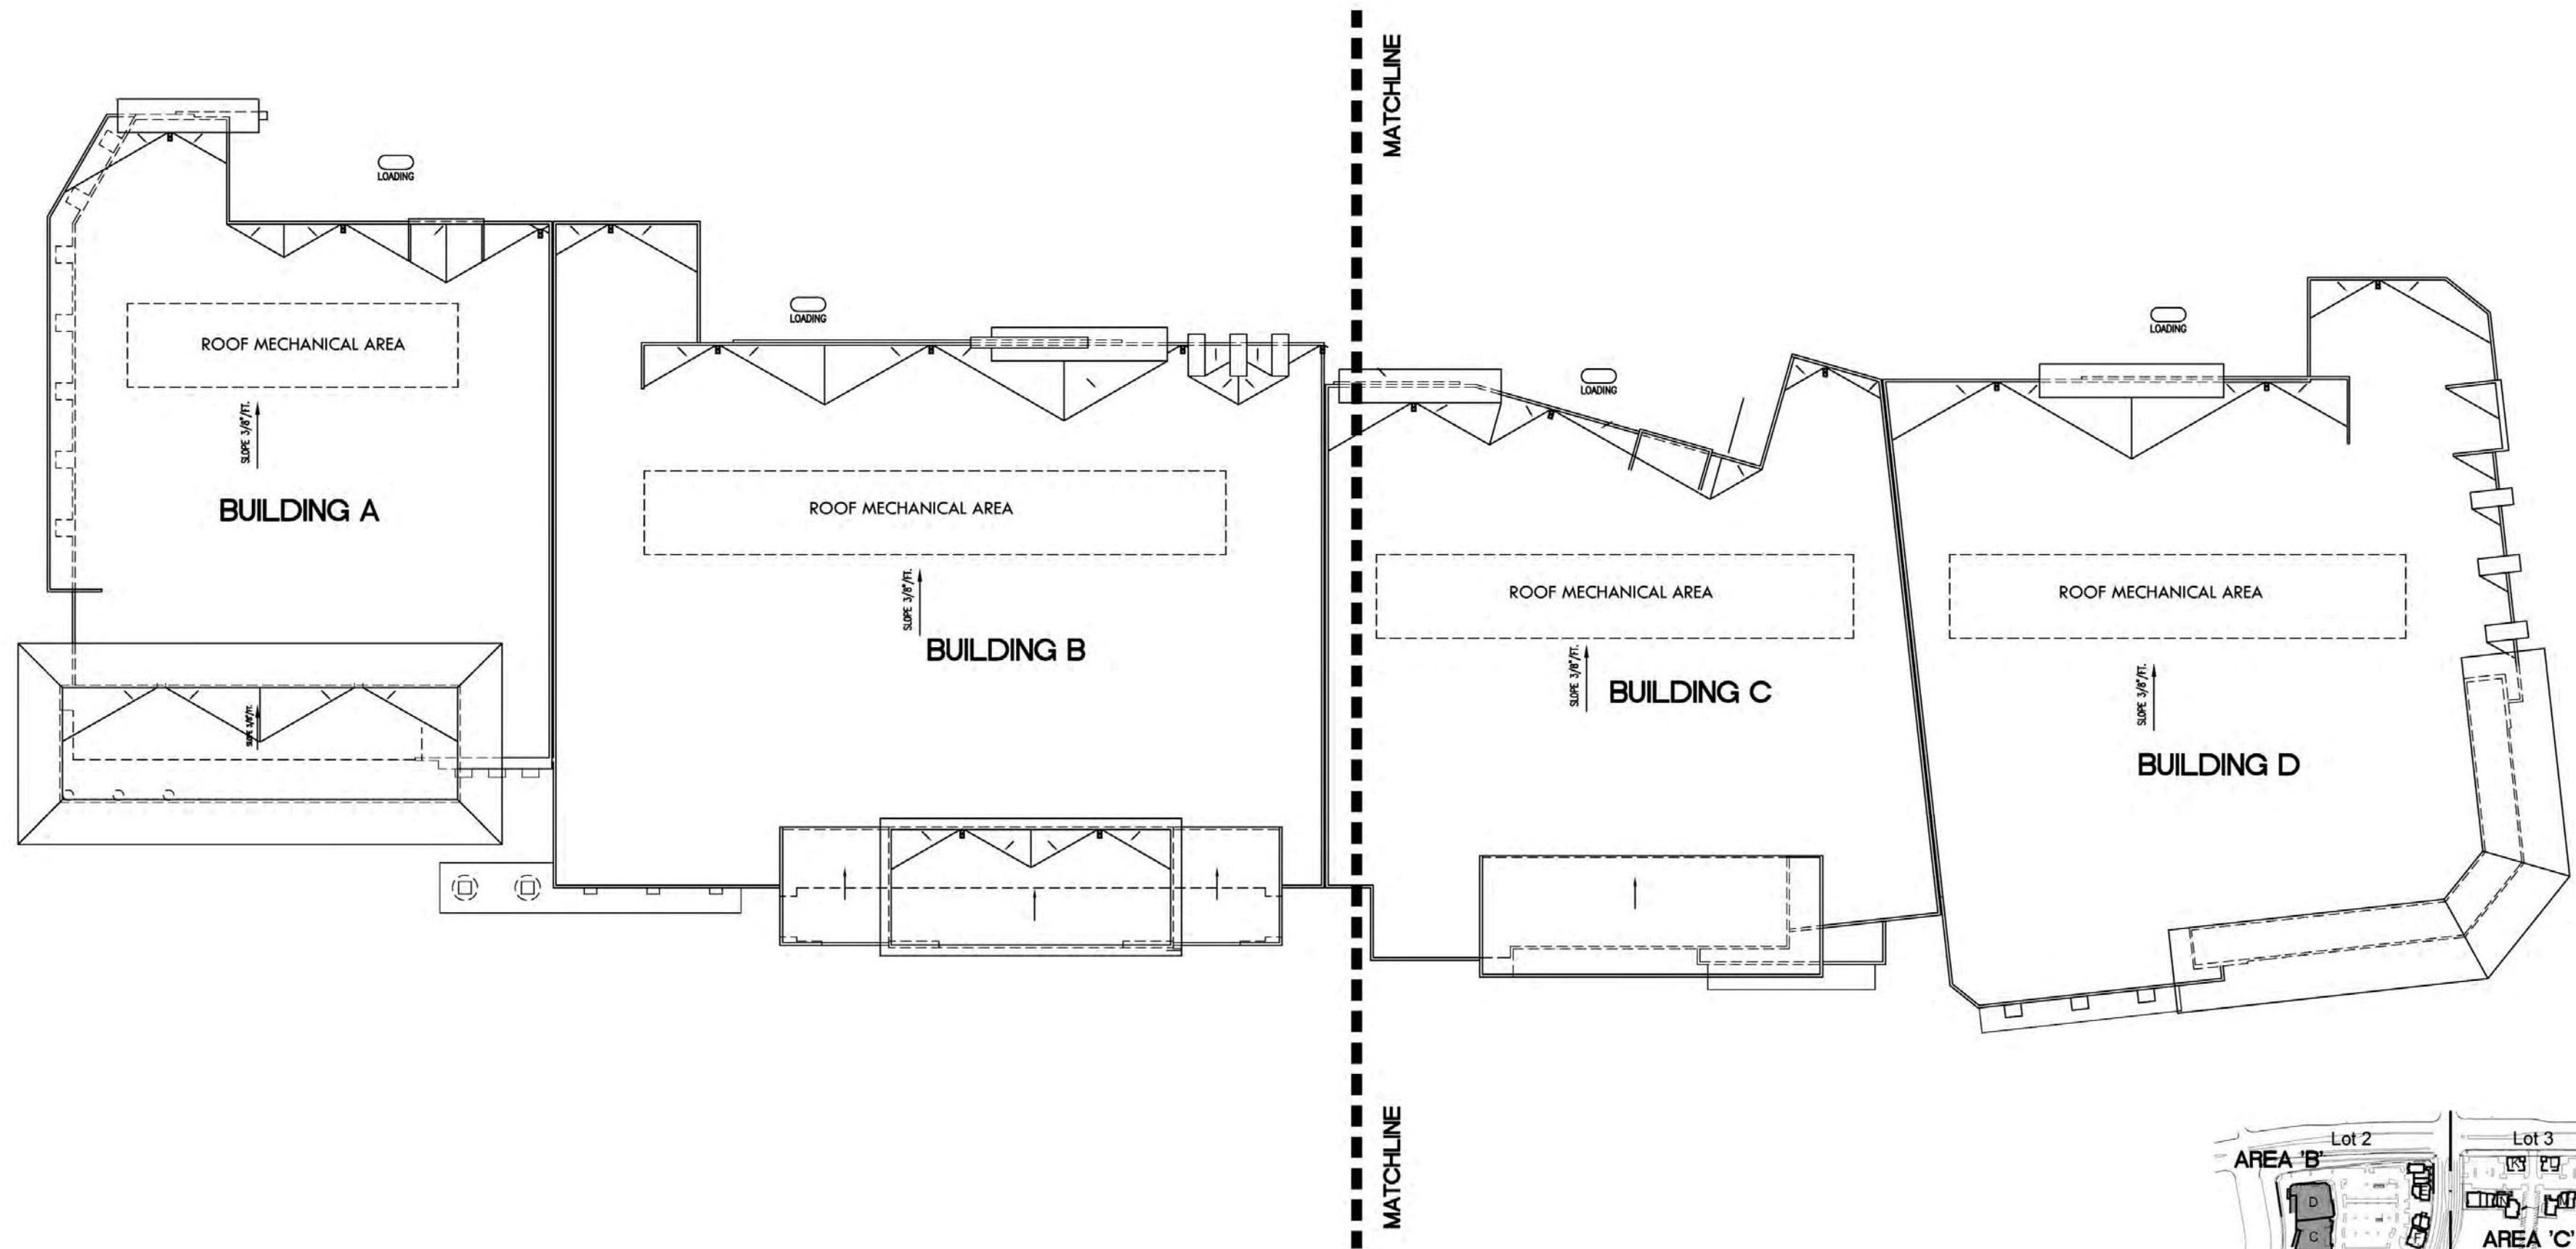 MATCHLINE
LOADING
LOADING
LOADING
LOADING
ROOF MECHANICAL AREA
SLOPE 3/8"/FT.
BUILDING A
SLOPE 3/8"/FT.
ROOF MECHANICAL AREA
SLOPE 3/8"/FT.
BUILDING B
ROOF MECHANICAL AREA
SLOPE 3/8"/FT.
BUILDING C
ROOF MECHANICAL AREA
SLOPE 3/8"/FT.
BUILDING D
MATCHLINE
Lot 2
Lot 3
AREA 'B'
D
C
F
K
N
M
AREA 'C'